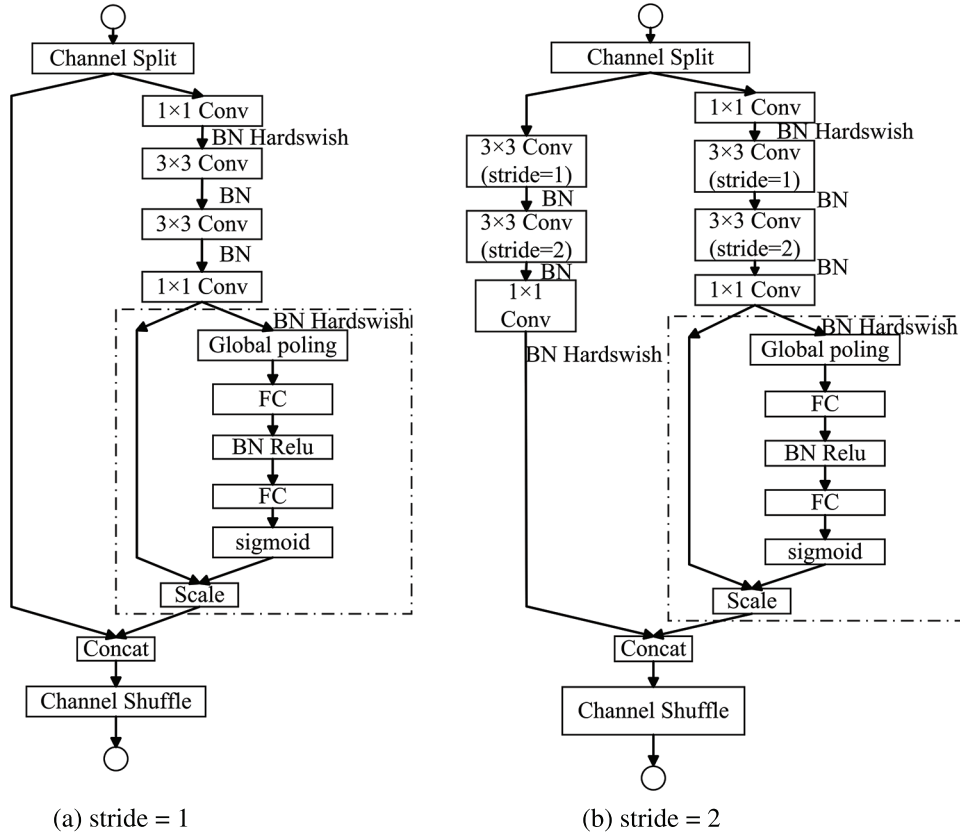 Channel Split
1×1 Conv
BN Hardswish
3×3 Conv
BN
3×3 Conv
BN
1×1 Conv
BN Hardswish
Global poling
FC
BN Relu
FC
sigmoid
Scale
Concat
Channel Shuffle
(a) stride = 1
Channel Split
3×3 Conv
(stride=1)
BN
3×3 Conv
(stride=2)
BN
1×1
Conv
BN Hardswish
1×1 Conv
BN Hardswish
3×3 Conv
(stride=1)
BN
3×3 Conv
(stride=2)
BN
1×1 Conv
BN Hardswish
Global poling
FC
BN Relu
FC
sigmoid
Scale
Concat
Channel Shuffle
(b) stride = 2